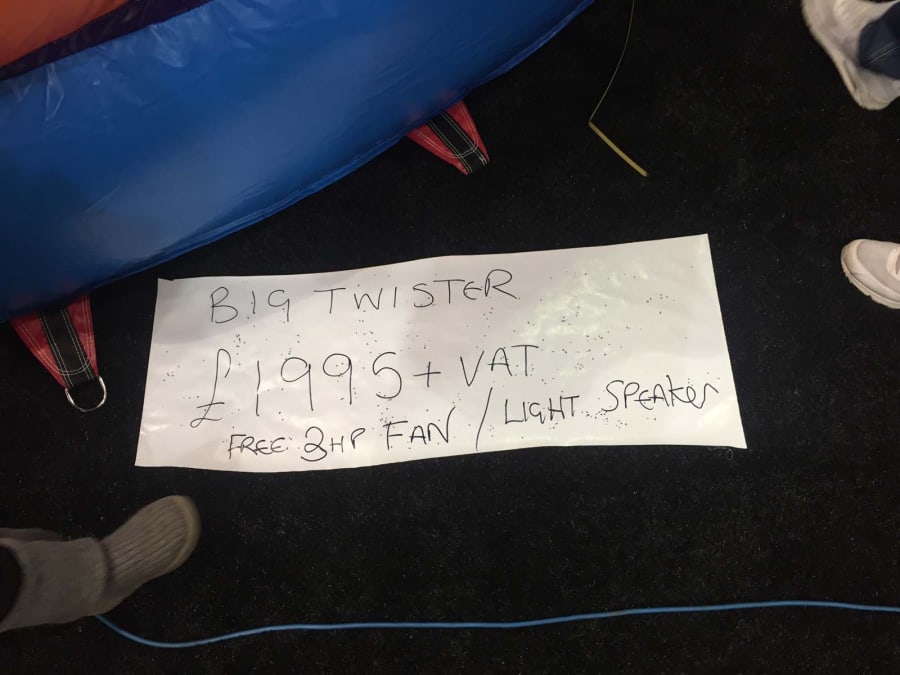 BIG TWISTER
£1995 + VAT
FREE 2HP FAN / LIGHT SPEAKER